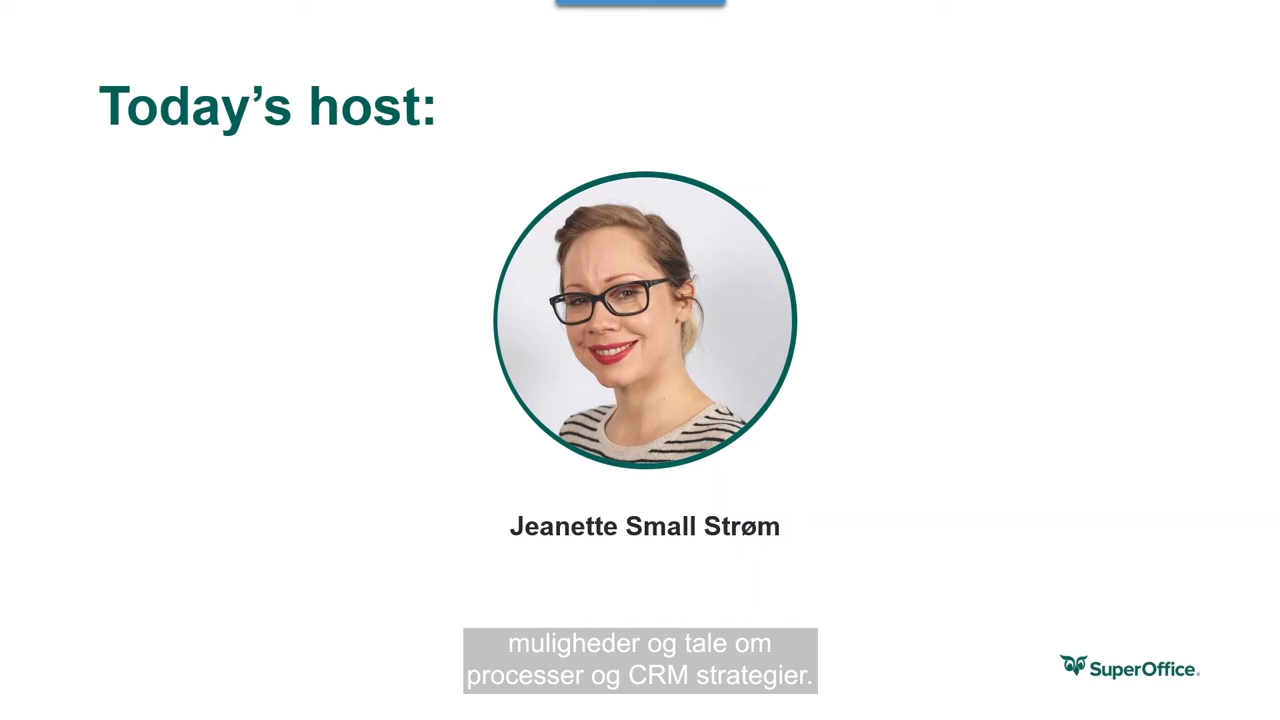 Today’s host:
Jeanette Small Strøm
muligheder og tale om
processer og CRM strategier.
SuperOffice.